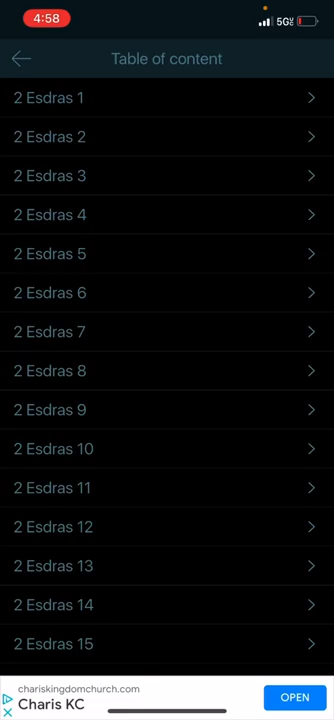 4:58
5G
Table of content
2 Esdras 1
2 Esdras 2
2 Esdras 3
2 Esdras 4
2 Esdras 5
2 Esdras 6
2 Esdras 7
2 Esdras 8
2 Esdras 9
2 Esdras 10
2 Esdras 11
2 Esdras 12
2 Esdras 13
2 Esdras 14
2 Esdras 15
chariskingdomchurch.com
Charis KC
OPEN